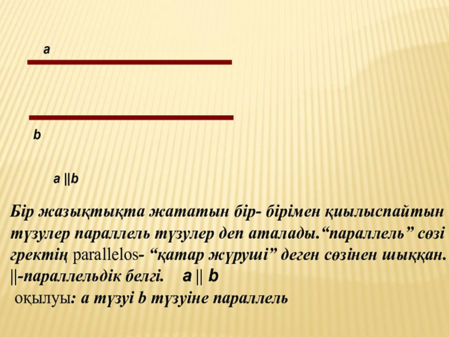 a
b
a ||b
Бір жазықтықта жататын бір- бірімен қиылыспайтын
түзулер параллель түзулер деп аталады.“параллель” сөзі
гректің parallelos- “қатар жүруші” деген сөзінен шыққан.
||-параллельдік белгі. a || b
оқылуы: a түзуі b түзуіне параллель